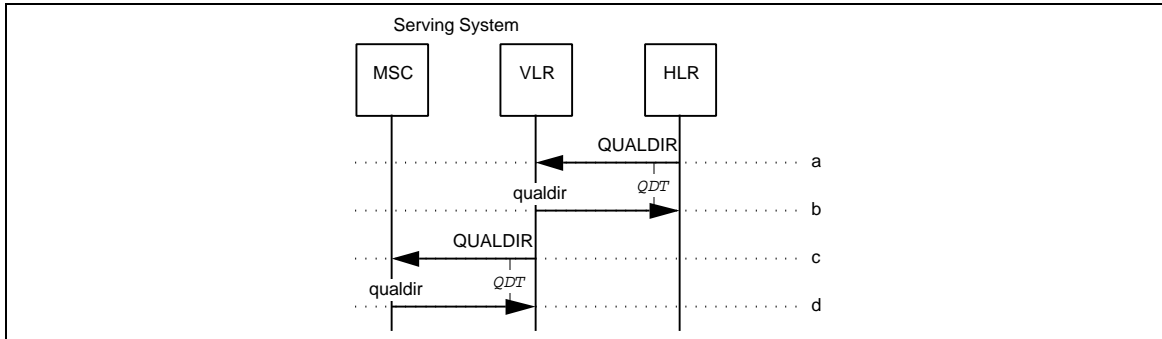 Serving System
MSC VLR HLR
QUALDIR a
QDT
qualdir b
QUALDIR c
QDT
qualdir d